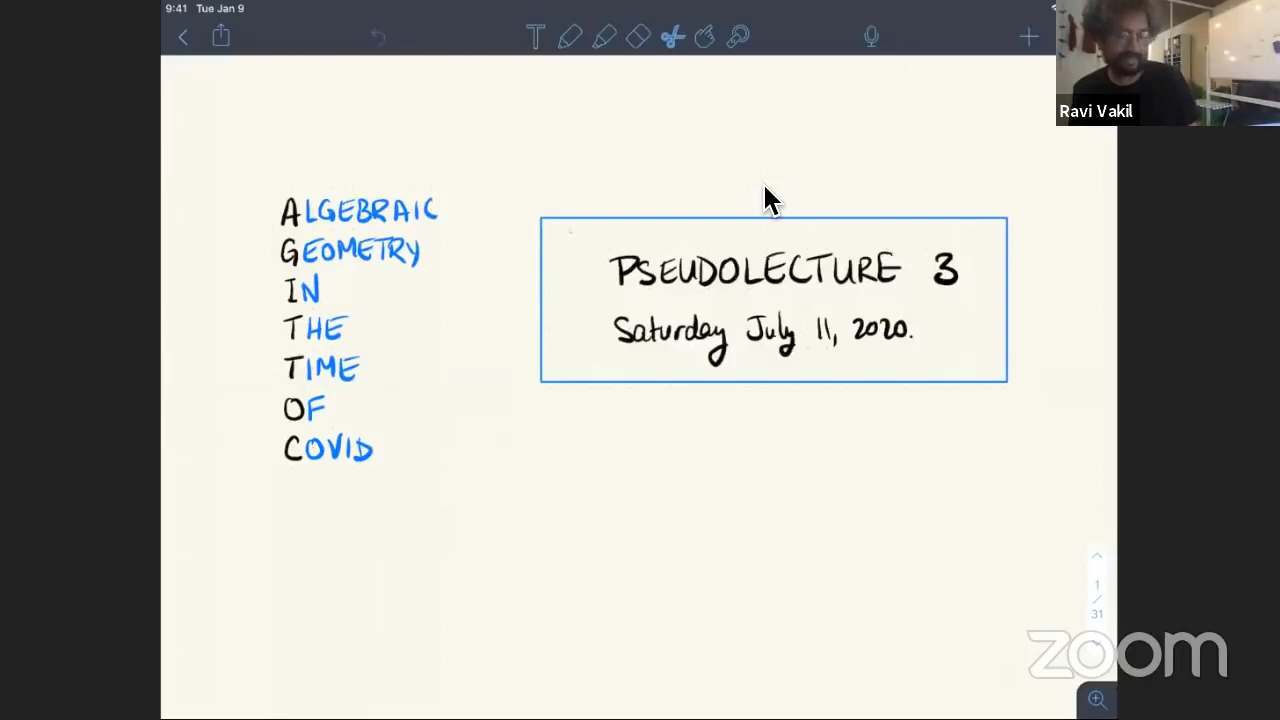 9:41 Tue Jan 9
T
Ravi Vakil
ALGEBRAIC
GEOMETRY
IN
THE
TIME
OF
COVID
PSEUDOLECTURE 3
Saturday July 11, 2020.
1
/
31
zoom